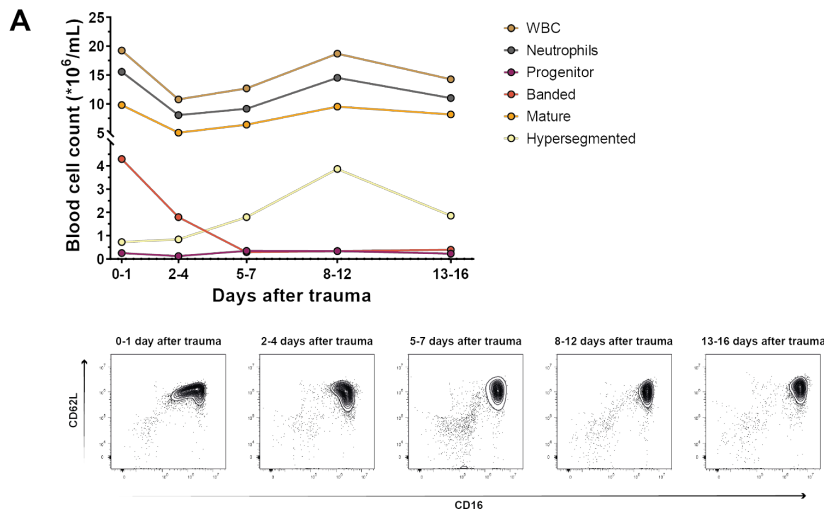 A
Blood cell count (*10⁶/mL)
25
20
15
10
5
4
3
2
1
0
0-1
2-4
5-7
8-12
13-16
Days after trauma
WBC
Neutrophils
Progenitor
Banded
Mature
Hypersegmented
0-1 day after trauma
2-4 days after trauma
5-7 days after trauma
8-12 days after trauma
13-16 days after trauma
CD62L
CD16